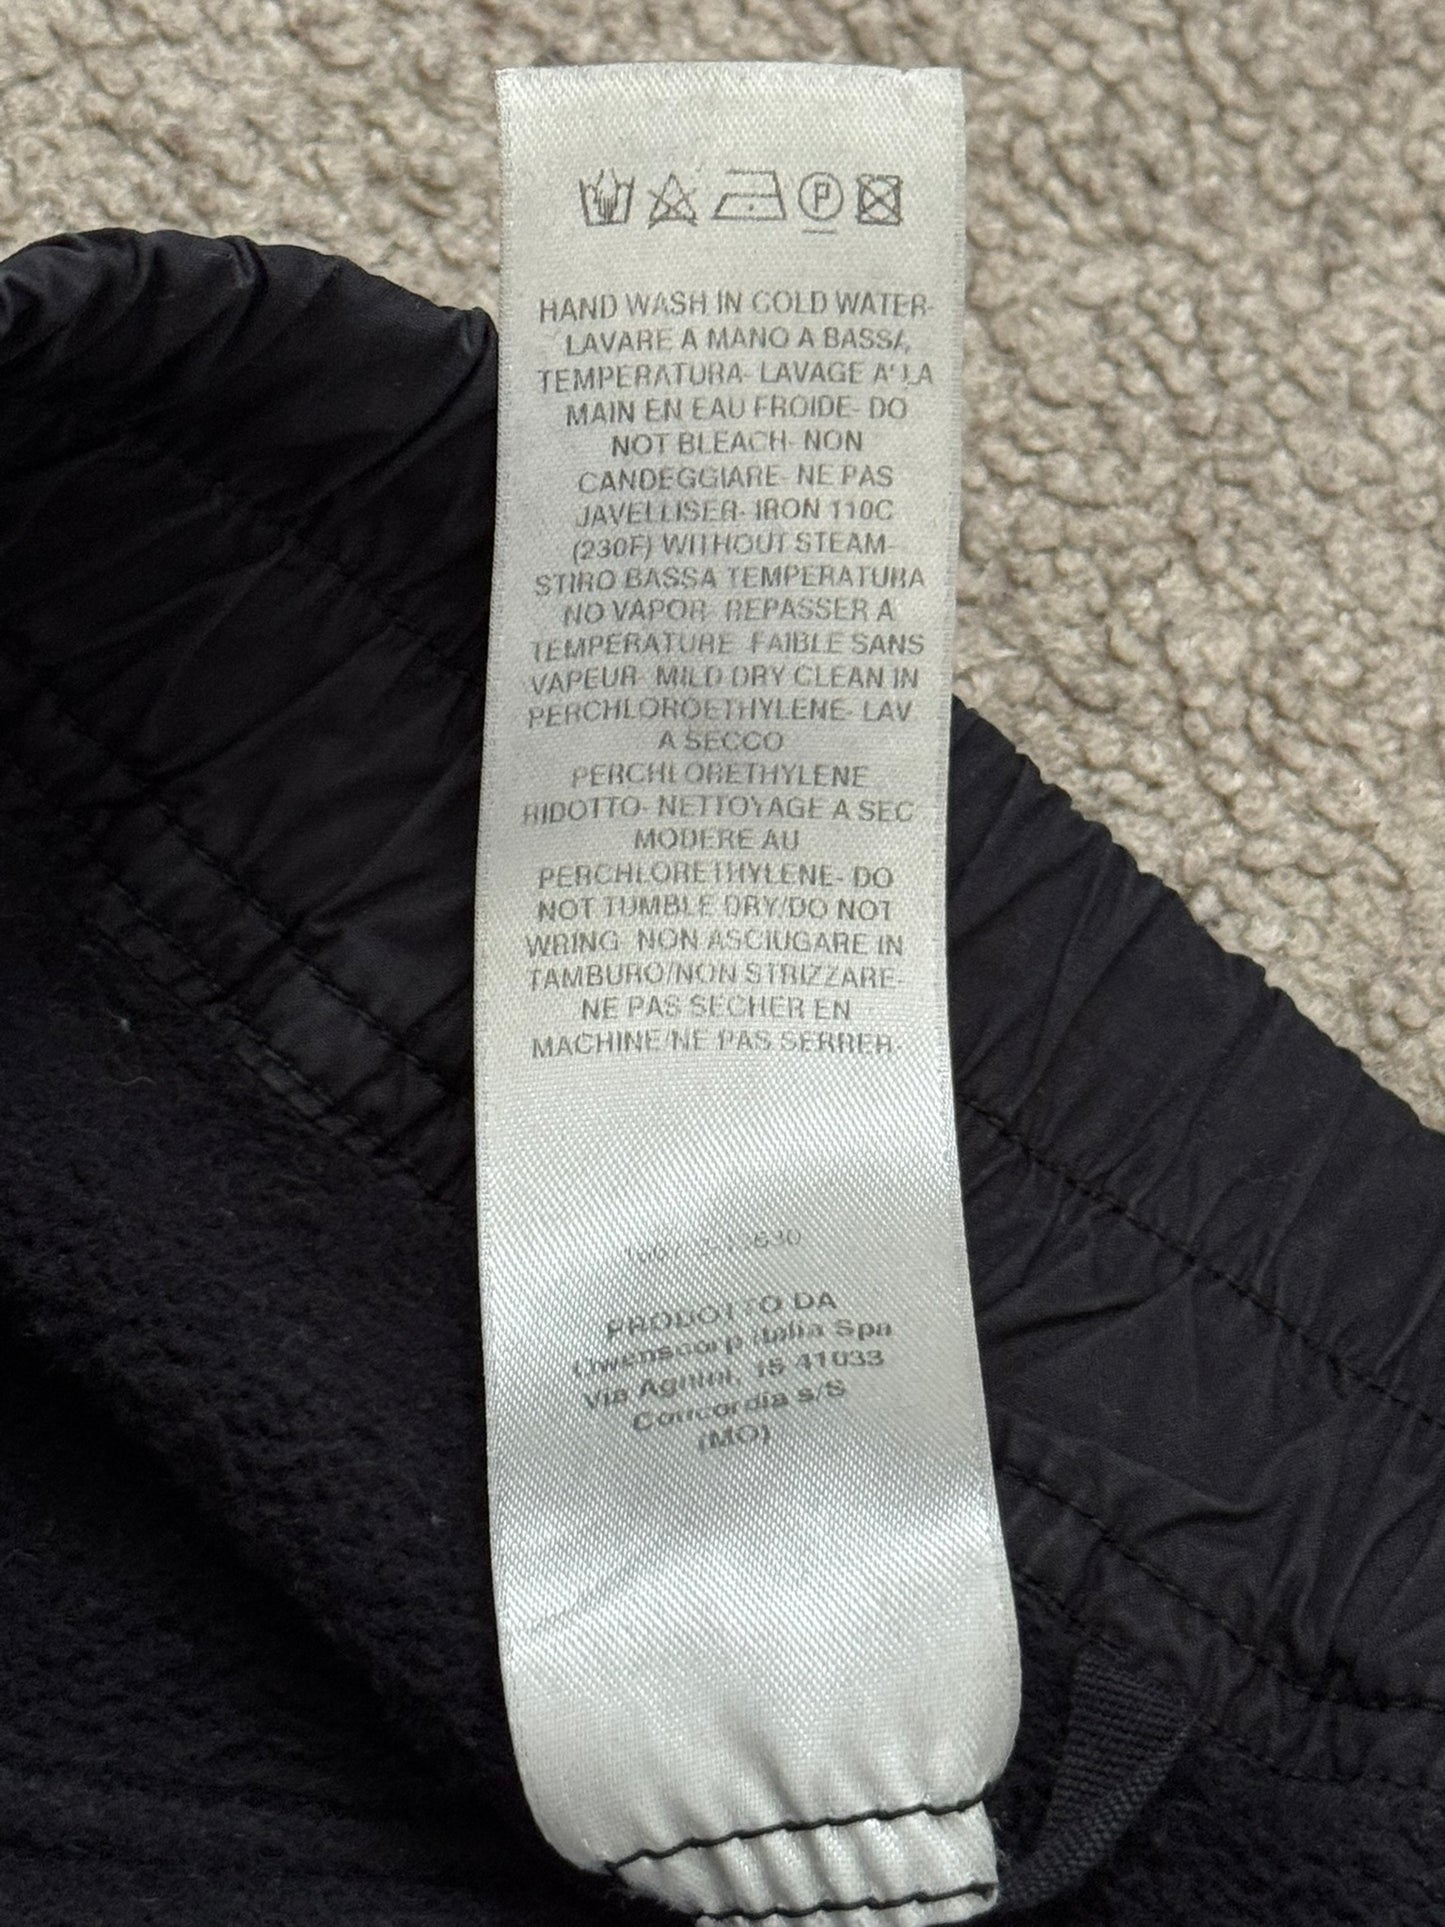 P
HAND WASH IN COLD WATER-
LAVARE A MANO A BASSA
TEMPERATURA- LAVAGE A' LA
MAIN EN EAU FROIDE- DO
NOT BLEACH- NON
CANDEGGIARE- NE PAS
JAVELLISER- IRON 110C
(230F) WITHOUT STEAM-
STIRO BASSA TEMPERATURA
NO VAPOR- REPASSER A
TEMPERATURE FAIBLE SANS
VAPEUR- MILD DRY CLEAN IN
PERCHLOROETHYLENE- LAV
A SECCO
PERCHLORETHYLENE
RIDOTTO- NETTOYAGE A SEC
MODERE AU
PERCHLORETHYLENE- DO
NOT TUMBLE DRY/DO NOT
WRING NON ASCIUGARE IN
TAMBURO/NON STRIZZARE-
NE PAS SECHER EN
MACHINE/NE PAS SERRER-
PRODOTTO DA
Owenscorp Italia Spa
Via Agnini, 15 41033
Concordia s/S
(MO)